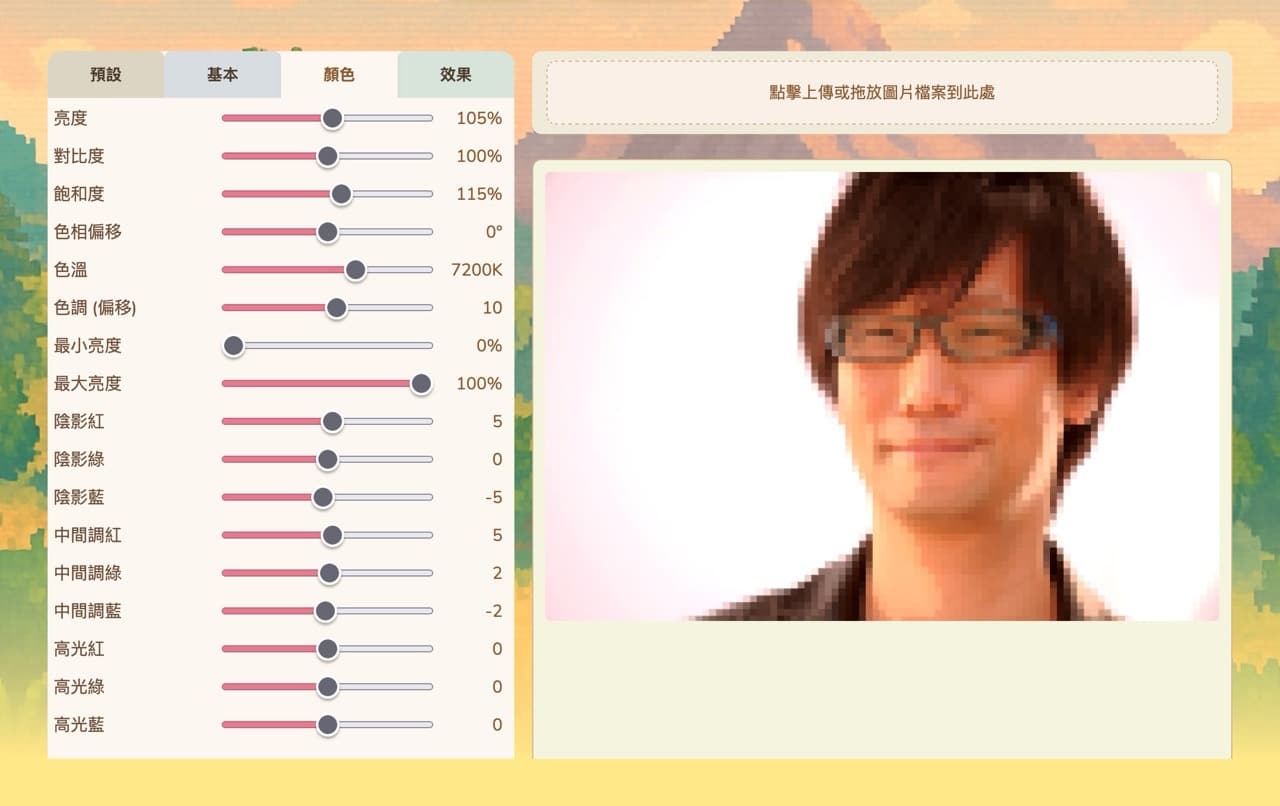 預設 基本 顏色 效果
點擊上傳或拖放圖片檔案到此處
亮度 105%
對比度 100%
飽和度 115%
色相偏移 0°
色溫 7200K
色調 (偏移) 10
最小亮度 0%
最大亮度 100%
陰影紅 5
陰影綠 0
陰影藍 -5
中間調紅 5
中間調綠 2
中間調藍 -2
高光紅 0
高光綠 0
高光藍 0